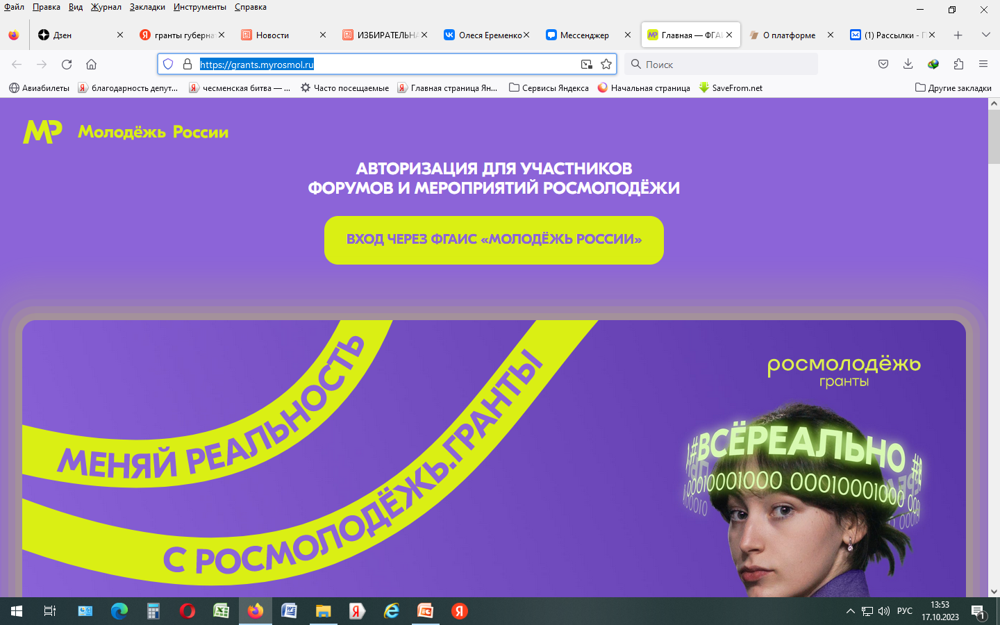 Файл Правка Вид Журнал Закладки Инструменты Справка
Дзен
гранты губерна
Новости
ИЗБИРАТЕЛЬНА
Олеся Еременко
Мессенджер
Главная — ФГА
О платформе
(1) Рассылки - П
https://grants.myrosmol.ru
Поиск
Авиабилеты
благодарность депут...
чесменская битва — ...
Часто посещаемые
Главная страница Ян...
Сервисы Яндекса
Начальная страница
SaveFrom.net
Другие закладки
МР Молодёжь России
АВТОРИЗАЦИЯ ДЛЯ УЧАСТНИКОВ
ФОРУМОВ И МЕРОПРИЯТИЙ РОСМОЛОДЁЖИ
ВХОД ЧЕРЕЗ ФГАИС «МОЛОДЁЖЬ РОССИИ»
МЕНЯЙ РЕАЛЬНОСТЬ
С РОСМОЛОДЁЖЬ.ГРАНТЫ
росмолодёжь
гранты
#ВСЁРЕАЛЬНО #
00010001000 00010001000 000
РУС
13:53
17.10.2023
1